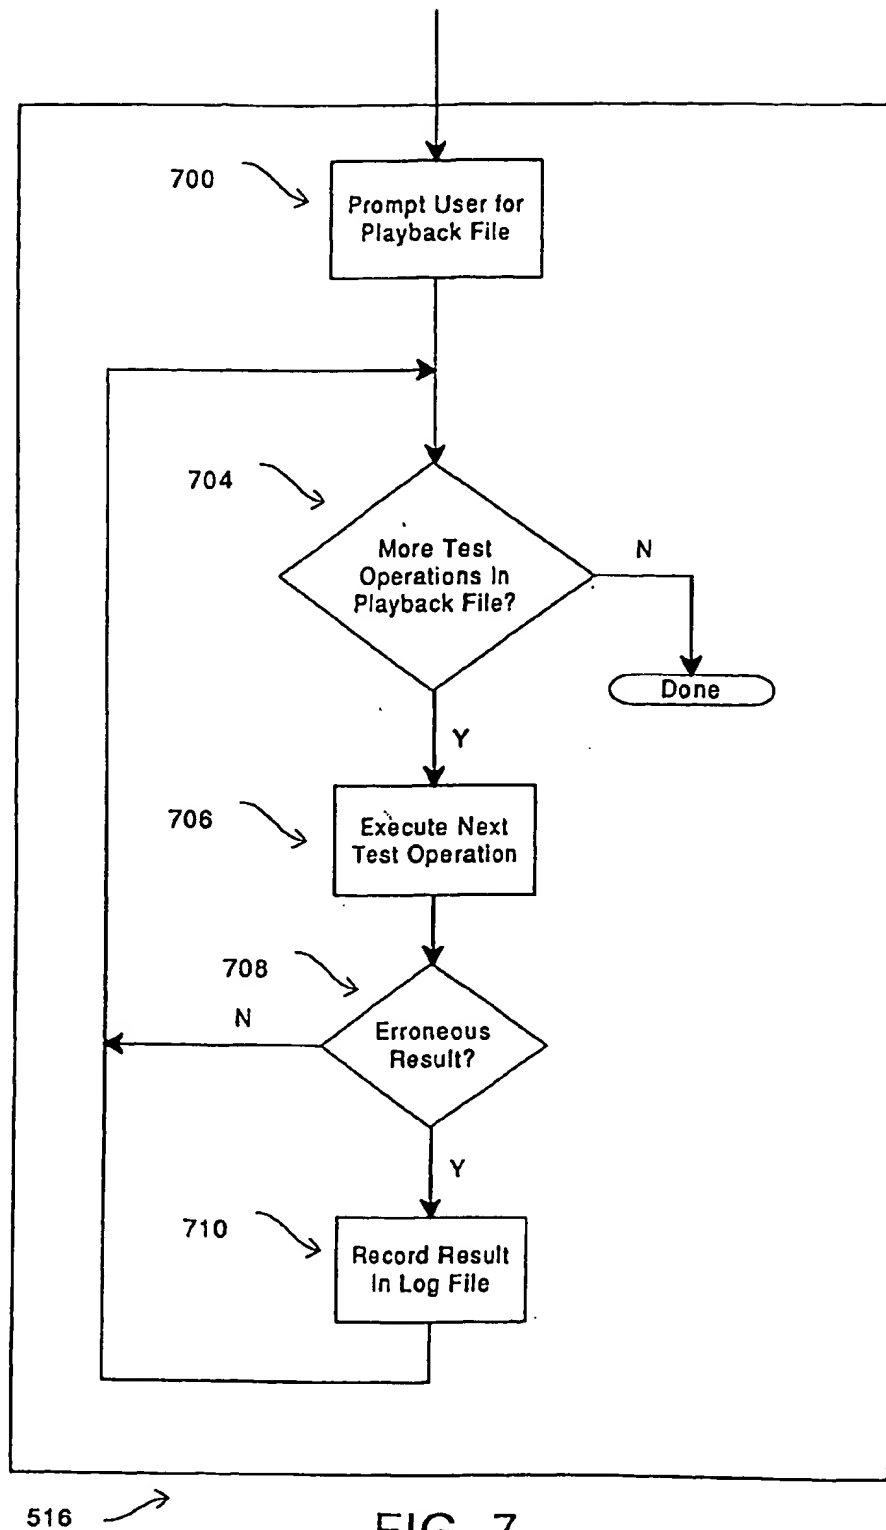 700
Prompt User for
Playback File
704
More Test
Operations In
Playback File?
N
Done
Y
706
Execute Next
Test Operation
708
N
Erroneous
Result?
Y
710
Record Result
In Log File
516
FIG. 7